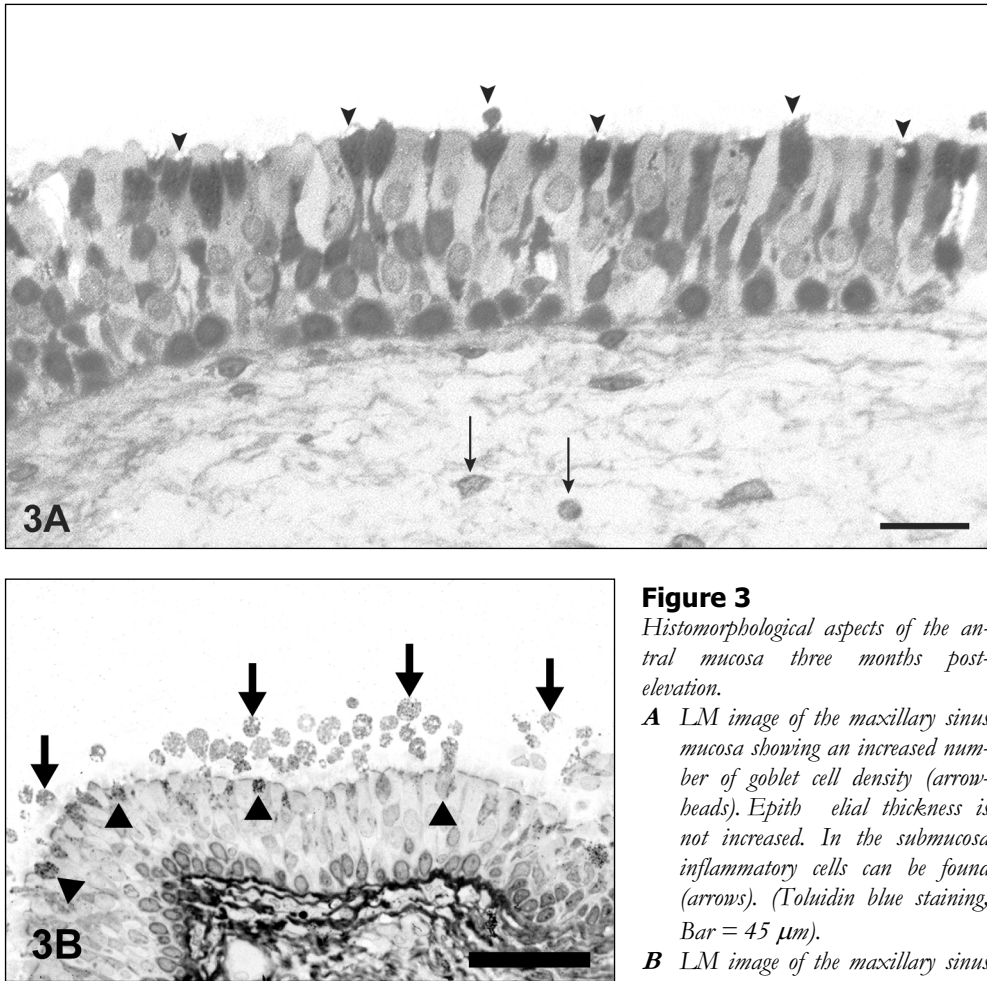 3A
3B
Figure 3
Histomorphological aspects of the an-
tral mucosa three months post-
elevation.
A LM image of the maxillary sinus
mucosa showing an increased num-
ber of goblet cell density (arrow-
heads). Epith elial thickness is
not increased. In the submucosa
inflammatory cells can be found
(arrows). (Toluidin blue staining,
Bar = 45 μm).
B LM image of the maxillary sinus